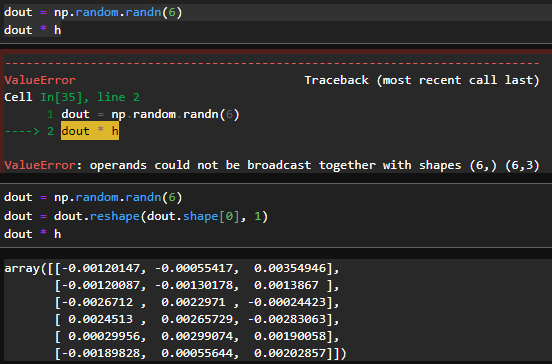 dout = np.random.randn(6)
dout * h
---------------------------------------------------------------------------
ValueError                                Traceback (most recent call last)
Cell In[35], line 2
      1 dout = np.random.randn(6)
----> 2 dout * h

ValueError: operands could not be broadcast together with shapes (6,) (6,3)
dout = np.random.randn(6)
dout = dout.reshape(dout.shape[0], 1)
dout * h
array([[-0.00120147, -0.00055417,  0.00354946],
       [-0.00120087, -0.00130178,  0.0013867 ],
       [-0.0026712 ,  0.0022971 , -0.00024423],
       [ 0.0024513 ,  0.00265729, -0.00283063],
       [ 0.00029956,  0.00299074,  0.00190058],
       [-0.00189828,  0.00055644,  0.00202857]])